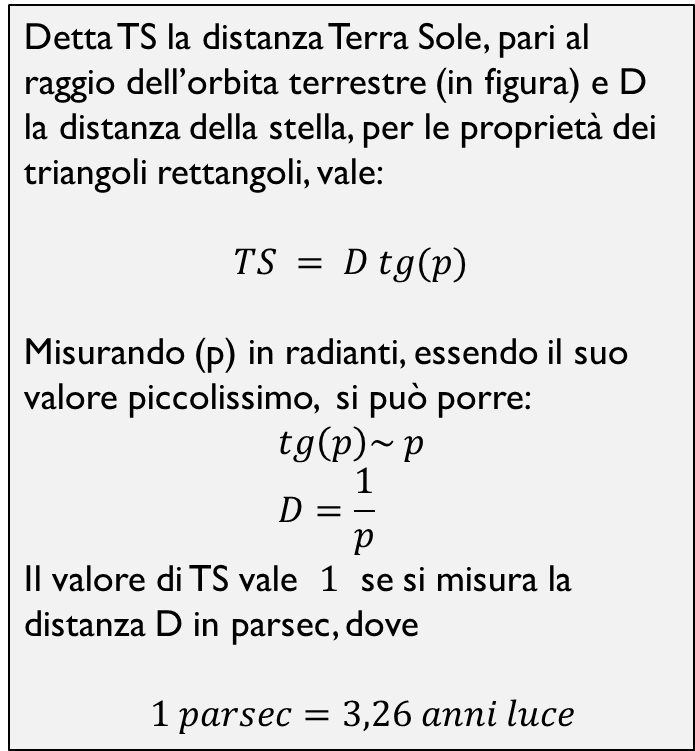 Detta TS la distanza Terra Sole, pari al
raggio dell’orbita terrestre (in figura) e D
la distanza della stella, per le proprietà dei
triangoli rettangoli, vale:
TS = D tg(p)
Misurando (p) in radianti, essendo il suo
valore piccolissimo, si può porre:
tg(p)~ p
D = 1/p
Il valore di TS vale 1 se si misura la
distanza D in parsec, dove
1 parsec = 3,26 anni luce